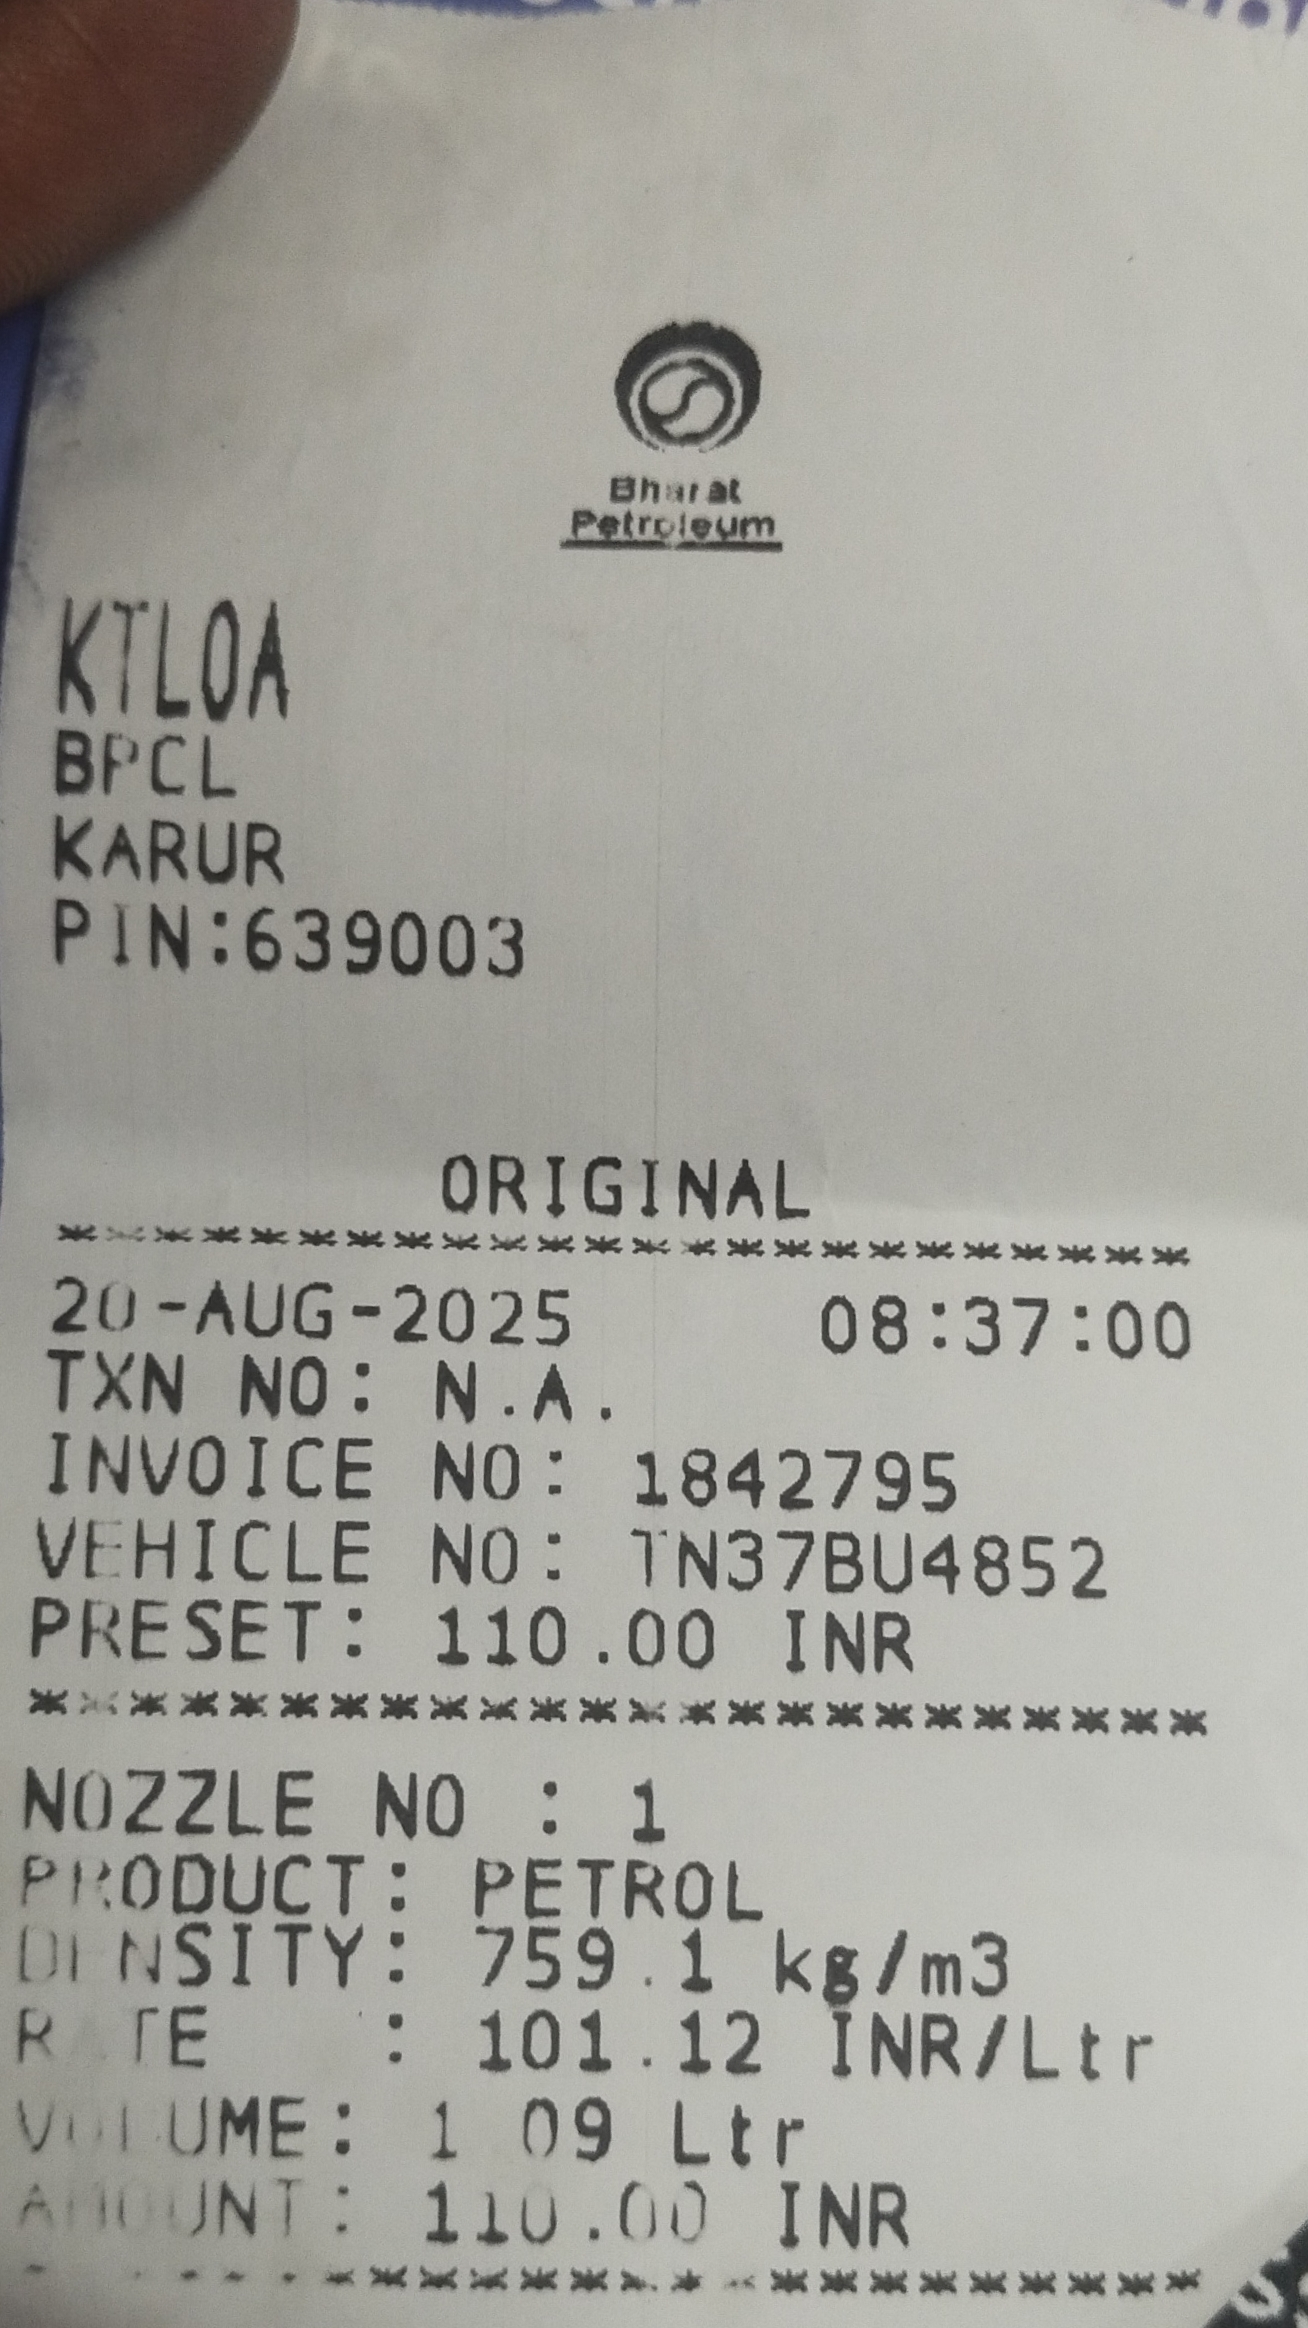 Bharat
Petroleum
KTLOA
BPCL
KARUR
PIN:639003
ORIGINAL
************************
20-AUG-2025 08:37:00
TXN NO: N.A.
INVOICE NO: 1842795
VEHICLE NO: TN37BU4852
PRESET: 110.00 INR
************************
NOZZLE NO : 1
PRODUCT: PETROL
DENSITY: 759.1 kg/m3
RATE : 101.12 INR/Ltr
VOLUME: 1 09 Ltr
AMOUNT: 110.00 INR
************************